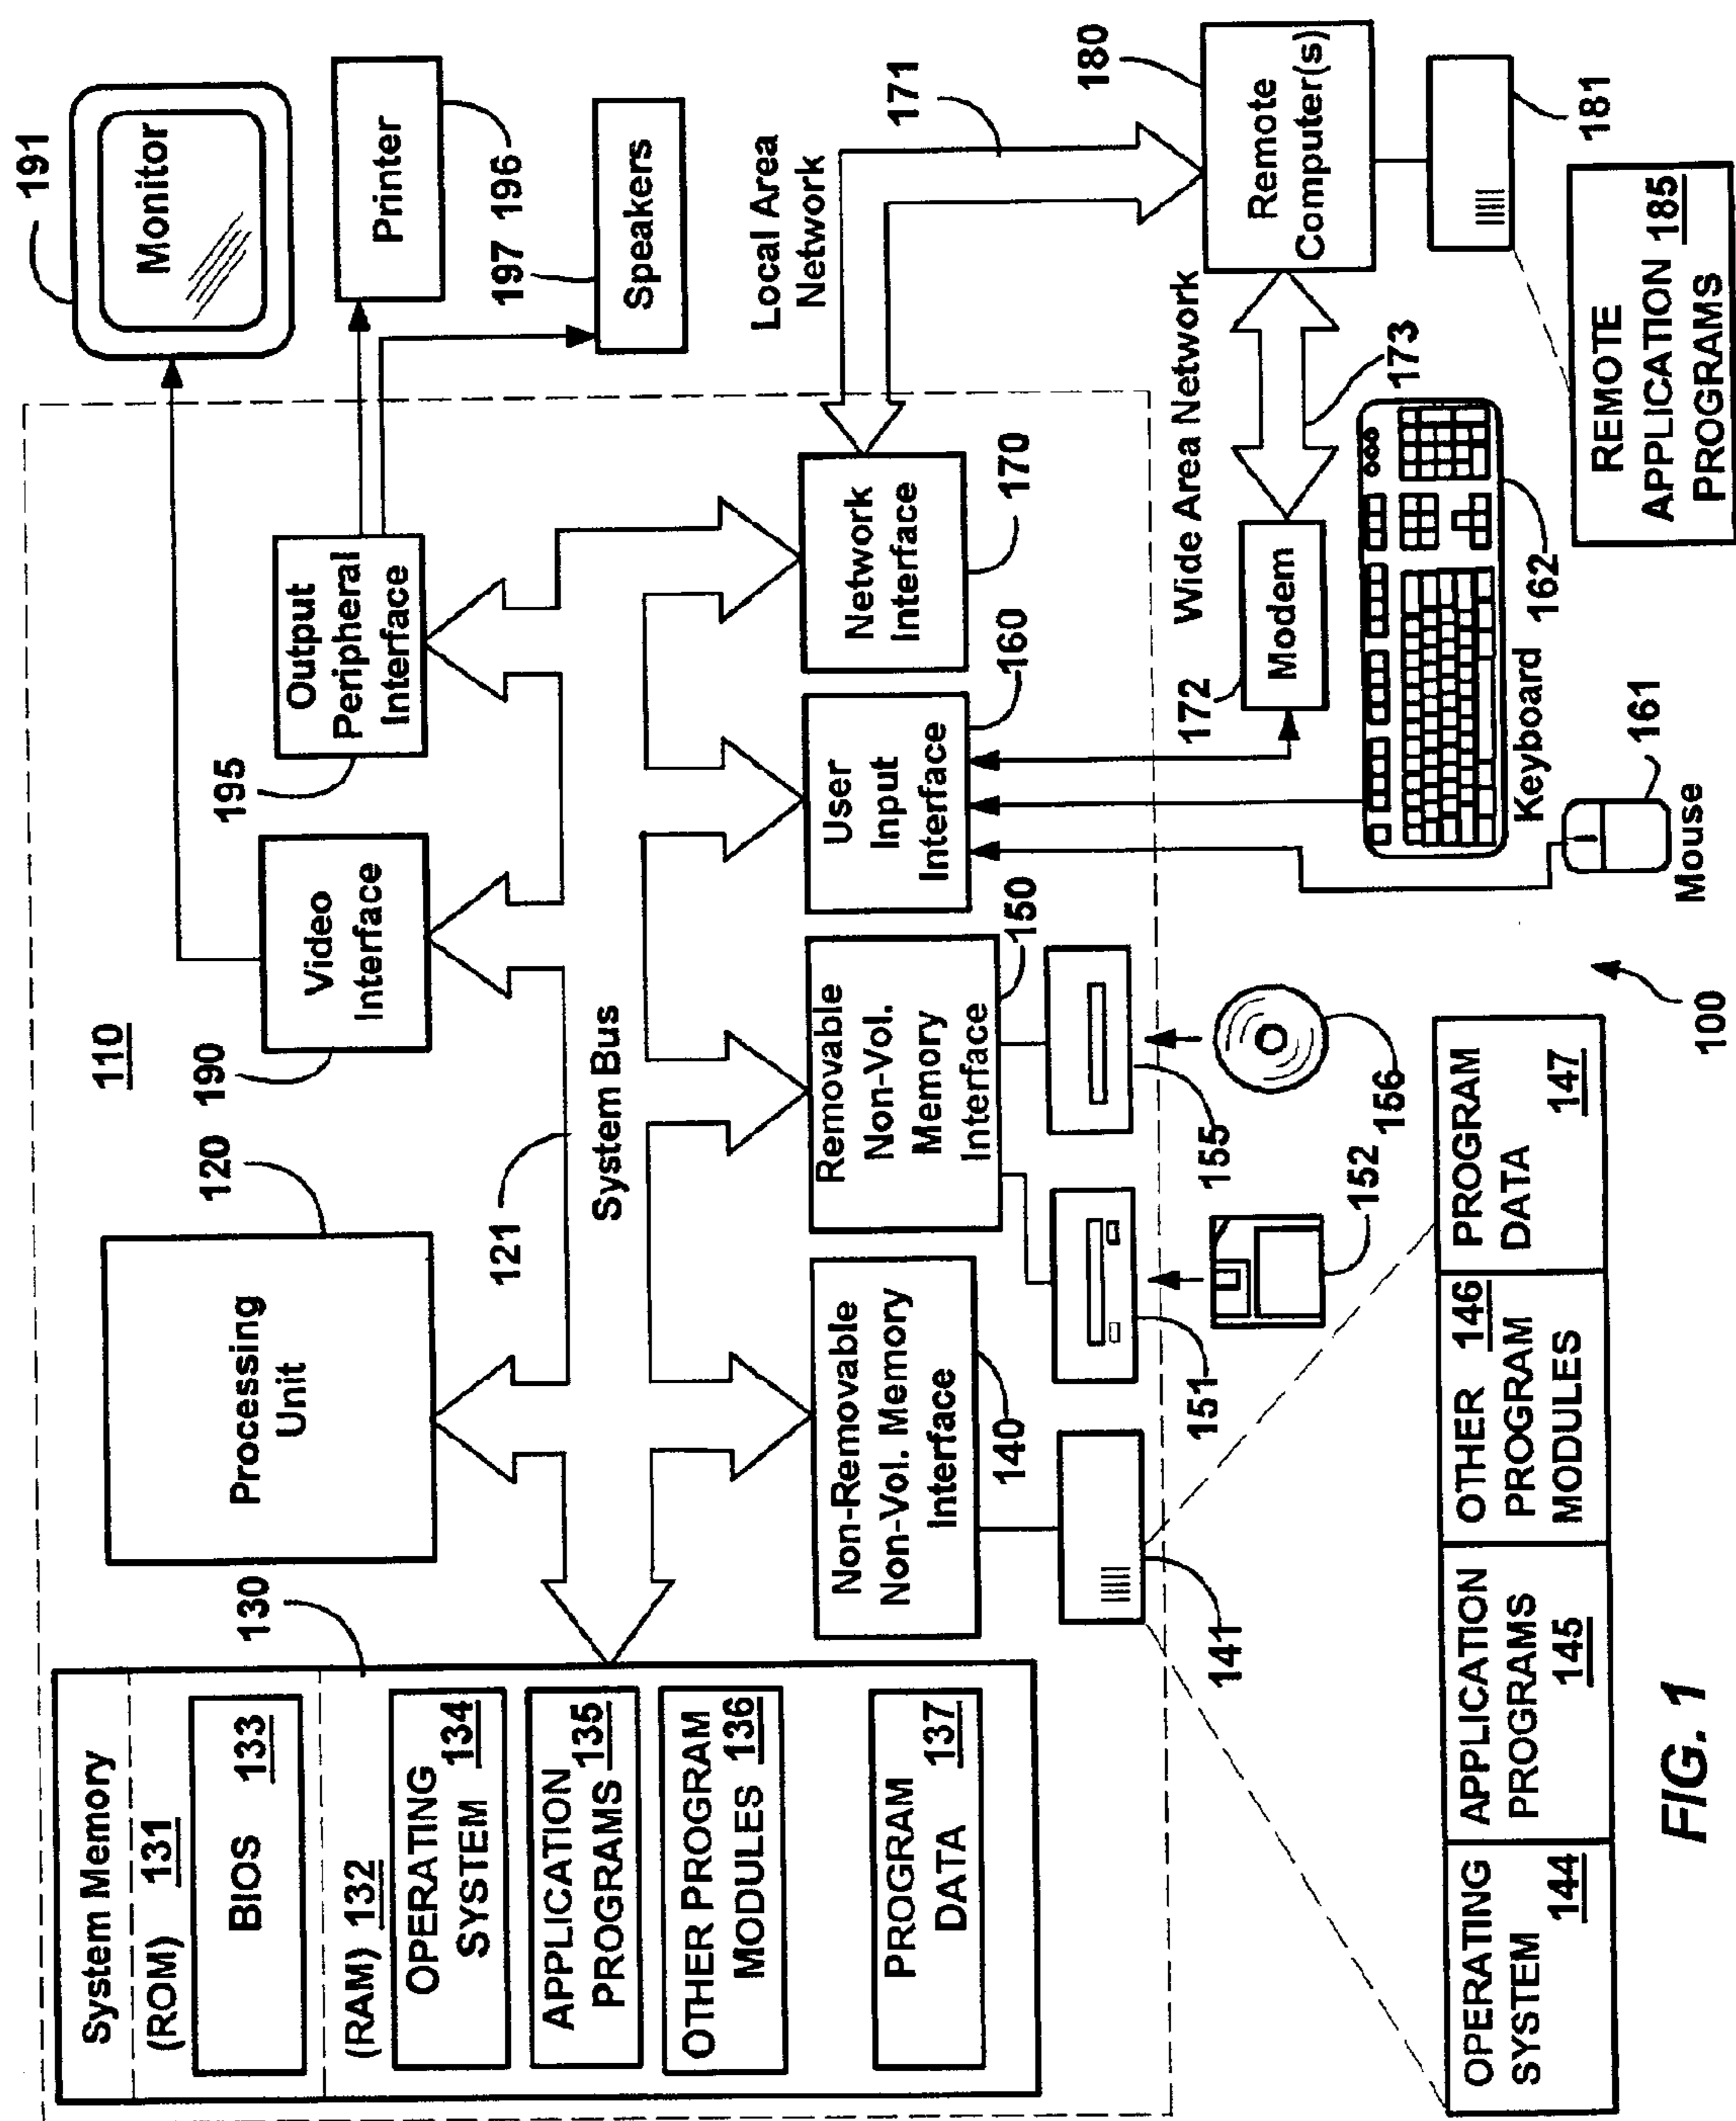 110
System Memory
(ROM) 131
BIOS 133
(RAM) 132
OPERATING
SYSTEM 134
APPLICATION
PROGRAMS 135
OTHER PROGRAM
MODULES 136
PROGRAM
DATA 137
130
Processing
Unit
120
Video
Interface
190
Output
Peripheral
Interface
195
Monitor
191
Printer
196
197
Speakers
121
System Bus
Non-Removable
Non-Vol. Memory
Interface
140
Removable
Non-Vol.
Memory
Interface
150
User
Input
Interface
160
Network
Interface
170
Local Area
Network
171
141
151
155
152
156
172
Modem
Wide Area Network
173
Remote
Computer(s)
180
181
Keyboard
162
Mouse
161
REMOTE
APPLICATION 185
PROGRAMS
OPERATING
SYSTEM 144
APPLICATION
PROGRAMS
145
OTHER 146
PROGRAM
MODULES
PROGRAM
DATA 147
100
FIG. 1